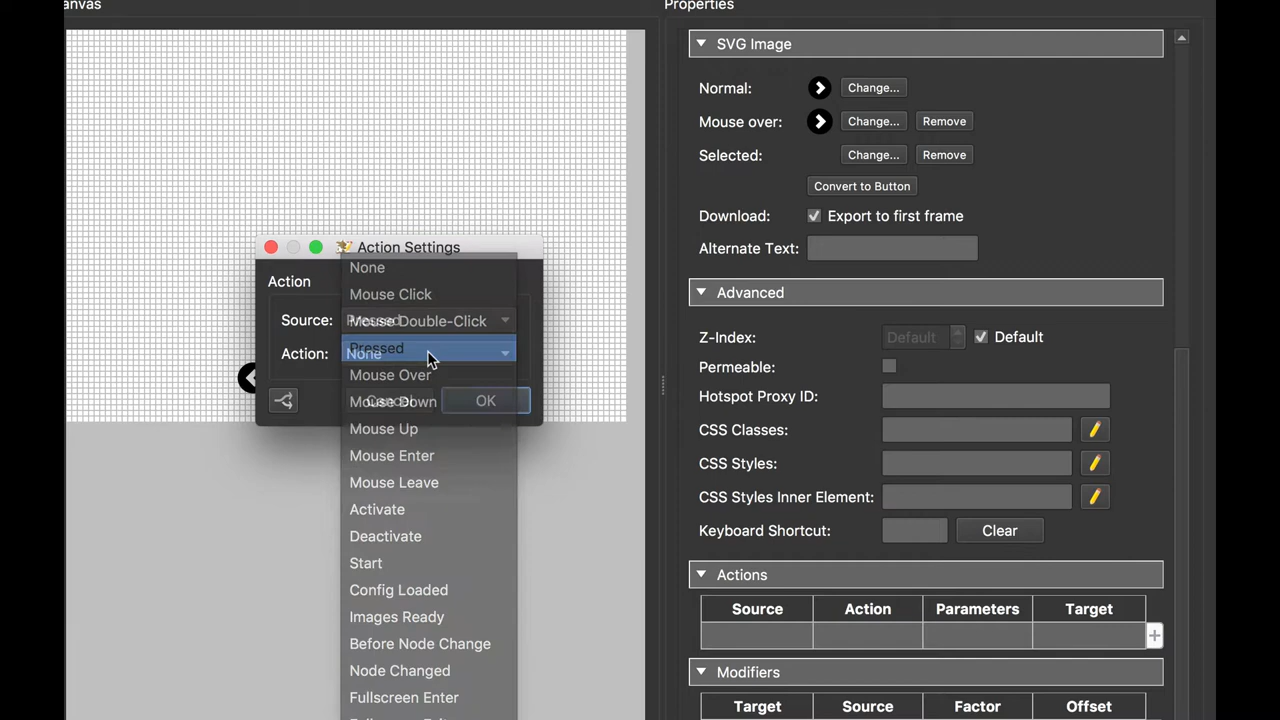 anvas
Properties
SVG Image
Normal:
Change...
Mouse over:
Change...
Remove
Selected:
Change...
Remove
Convert to Button
Download:
Export to first frame
Alternate Text:
Advanced
Z-Index:
Default
Default
Permeable:
Hotspot Proxy ID:
CSS Classes:
CSS Styles:
CSS Styles Inner Element:
Keyboard Shortcut:
Clear
Actions
Source Action Parameters Target
Modifiers
Target Source Factor Offset
Action Settings
Action
Source:
Pressed
Action:
None
Cancel
OK
None
Mouse Click
Mouse Double-Click
Pressed
Mouse Over
Mouse Down
Mouse Up
Mouse Enter
Mouse Leave
Activate
Deactivate
Start
Config Loaded
Images Ready
Before Node Change
Node Changed
Fullscreen Enter